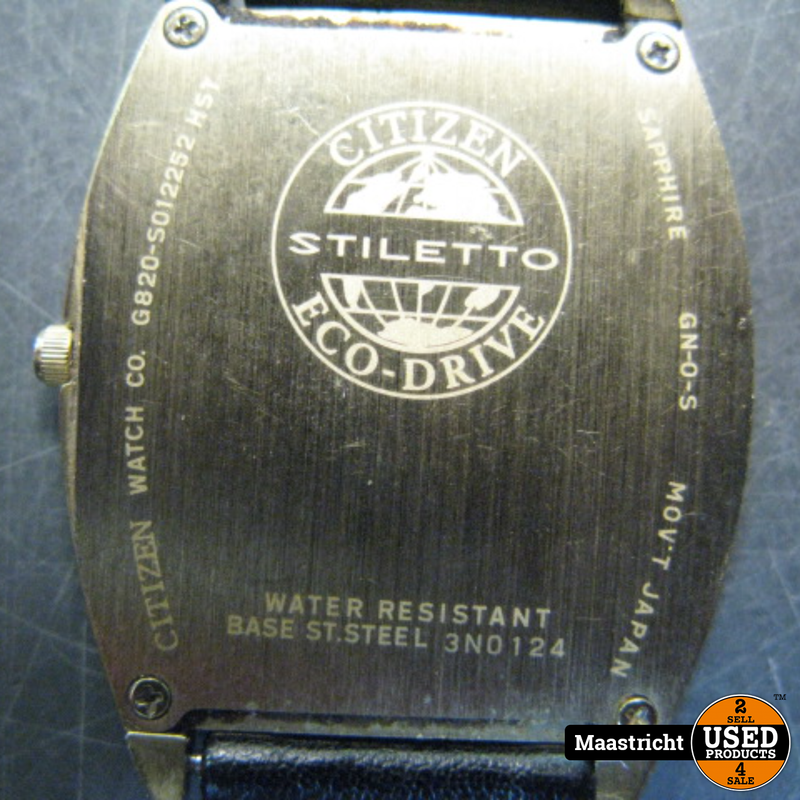 CITIZEN
STILETTO
ECO-DRIVE
CITIZEN WATCH CO. G820-S012252 HST
SAPPHIRE GN-0-S MOV'T JAPAN
WATER RESISTANT
BASE ST.STEEL 3N0124
Maastricht
2
SELL
USED
PRODUCTS
4
SALE
TM